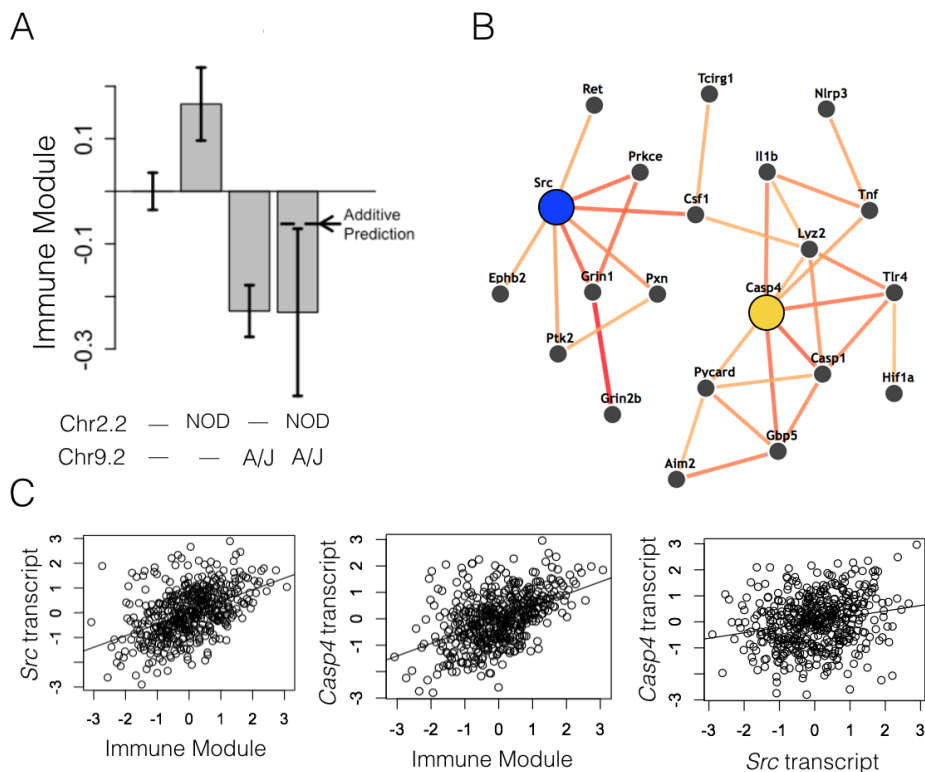 A
Immune Module
0.1
-0.1
-0.3
Additive
Prediction
Chr2.2 — NOD — NOD
Chr9.2 — — A/J A/J
B
Tcirg1
Ret
Nlrp3
Prkce
Il1b
Src
Tnf
Csf1
Lyz2
Ephb2
Grin1
Pxn
Casp4
Tlr4
Ptk2
Casp1
Pycard
Hif1a
Grin2b
Gbp5
Aim2
C
Src transcript
3
2
1
0
-1
-3
-3 -2 -1 0 1 2 3
Immune Module
Casp4 transcript
3
2
1
0
-1
-3
-3 -2 -1 0 1 2 3
Immune Module
Casp4 transcript
3
2
1
0
-1
-3
-3 -2 -1 0 1 2 3
Src transcript